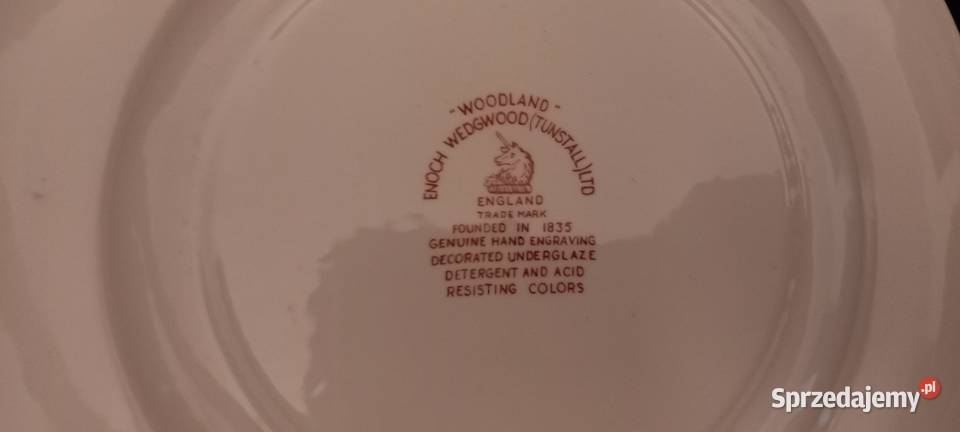 -WOODLAND-
ENOCH WEDGWOOD (TUNSTALL) LTD
ENGLAND
TRADE MARK
FOUNDED IN 1835
GENUINE HAND ENGRAVING
DECORATED UNDERGLAZE
DETERGENT AND ACID
RESISTING COLORS
Sprzedajemy.pl